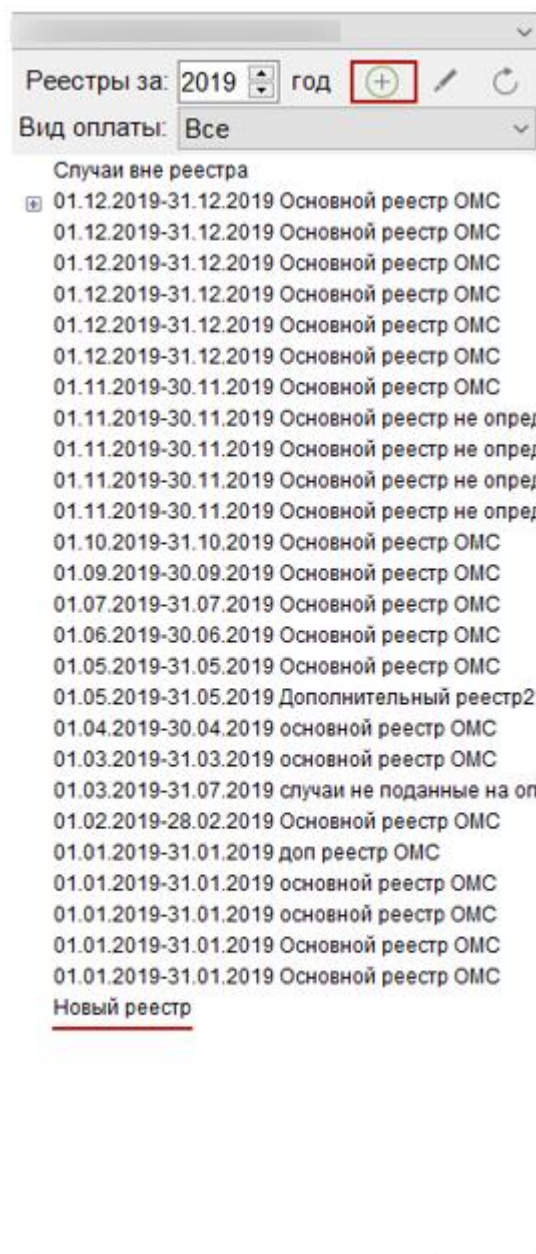 Реестры за: 2019 год
Вид оплаты: Все
Случаи вне реестра
01.12.2019-31.12.2019 Основной реестр ОМС
01.12.2019-31.12.2019 Основной реестр ОМС
01.12.2019-31.12.2019 Основной реестр ОМС
01.12.2019-31.12.2019 Основной реестр ОМС
01.12.2019-31.12.2019 Основной реестр ОМС
01.12.2019-31.12.2019 Основной реестр ОМС
01.11.2019-30.11.2019 Основной реестр ОМС
01.11.2019-30.11.2019 Основной реестр не опред
01.11.2019-30.11.2019 Основной реестр не опред
01.11.2019-30.11.2019 Основной реестр не опред
01.11.2019-30.11.2019 Основной реестр не опред
01.10.2019-31.10.2019 Основной реестр ОМС
01.09.2019-30.09.2019 Основной реестр ОМС
01.07.2019-31.07.2019 Основной реестр ОМС
01.06.2019-30.06.2019 Основной реестр ОМС
01.05.2019-31.05.2019 Основной реестр ОМС
01.05.2019-31.05.2019 Дополнительный реестр2
01.04.2019-30.04.2019 основной реестр ОМС
01.03.2019-31.03.2019 основной реестр ОМС
01.03.2019-31.07.2019 случаи не поданные на оп
01.02.2019-28.02.2019 Основной реестр ОМС
01.01.2019-31.01.2019 доп реестр ОМС
01.01.2019-31.01.2019 основной реестр ОМС
01.01.2019-31.01.2019 основной реестр ОМС
01.01.2019-31.01.2019 Основной реестр ОМС
01.01.2019-31.01.2019 Основной реестр ОМС
Новый реестр